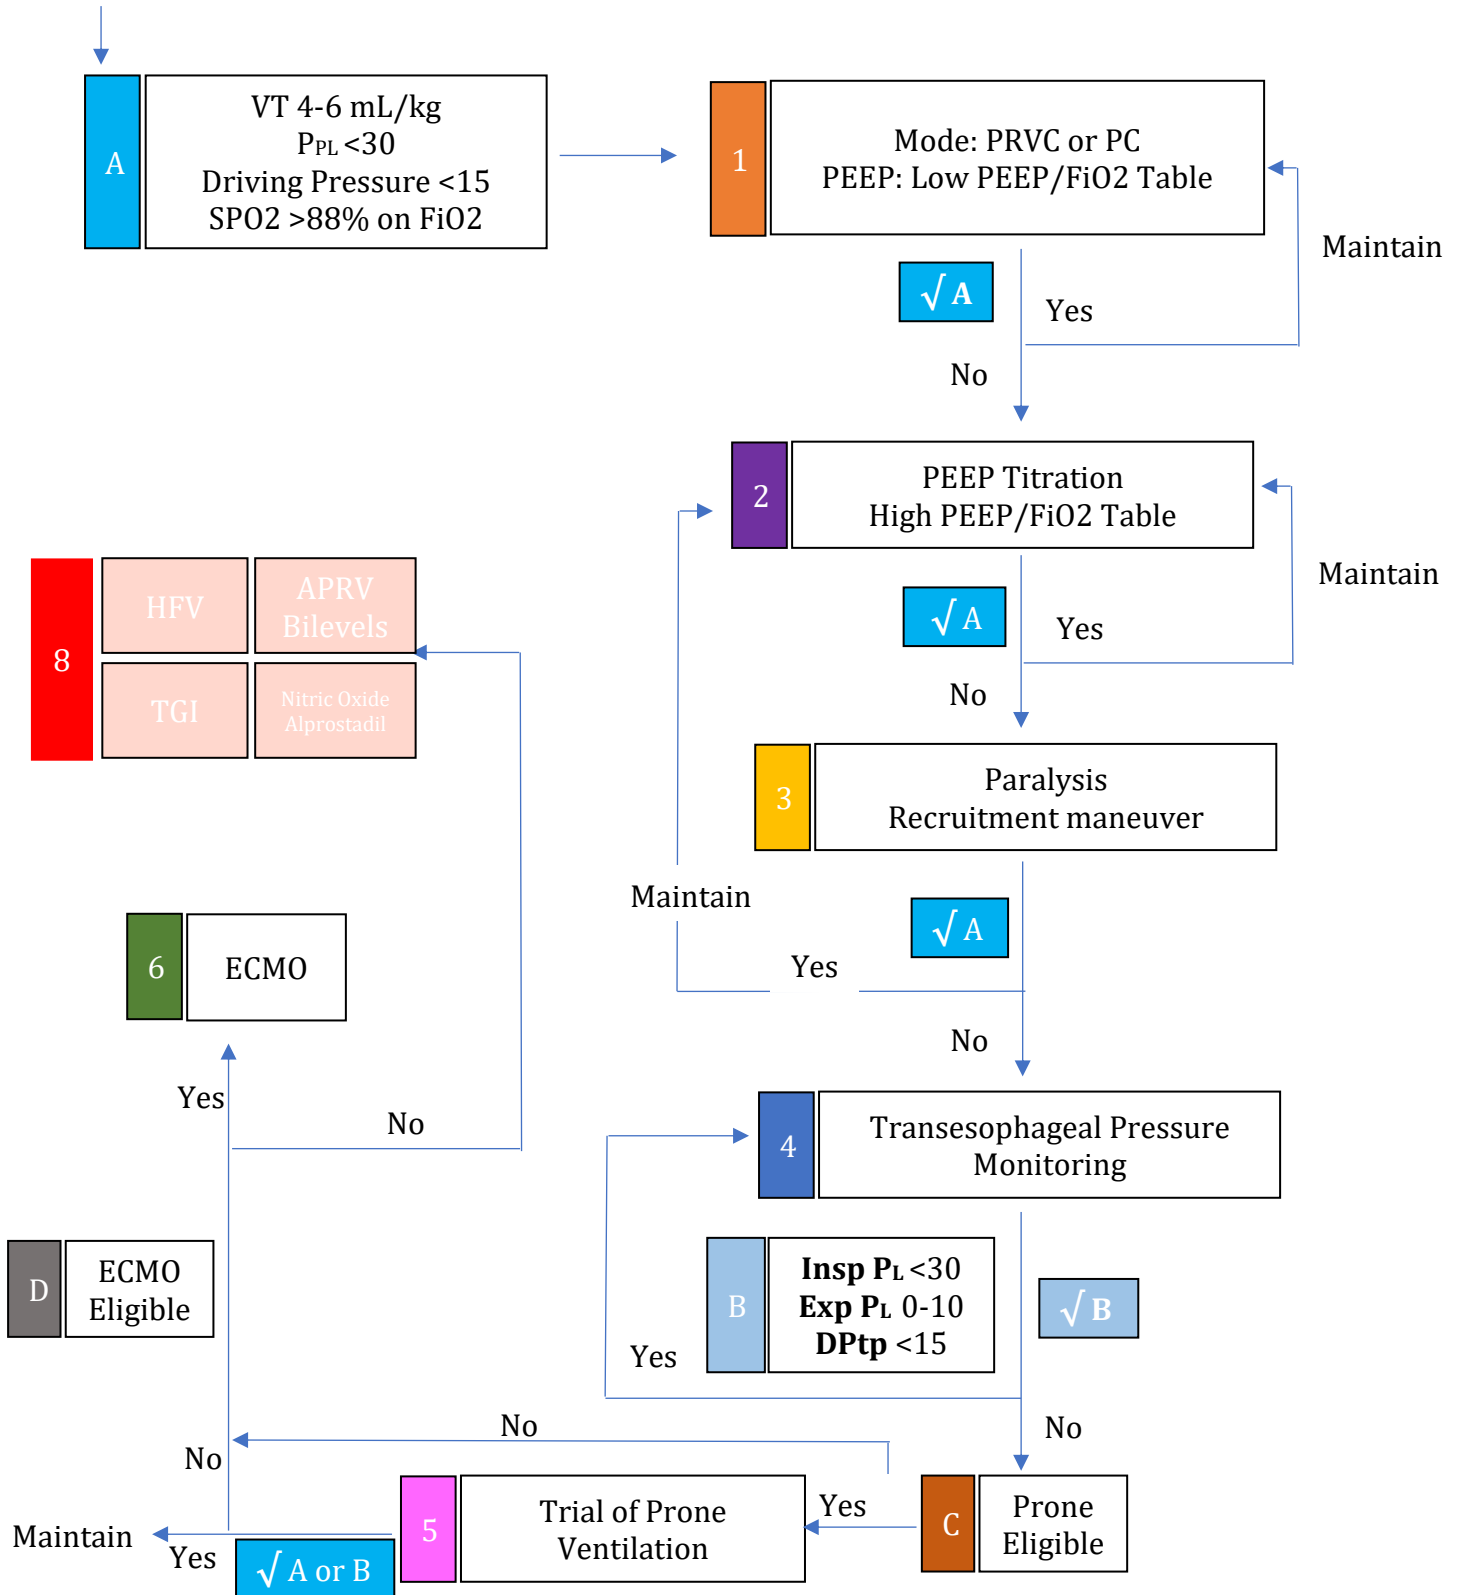 A
VT 4-6 mL/kg
PPL <30
Driving Pressure <15
SPO2 >88% on FiO2
1
Mode: PRVC or PC
PEEP: Low PEEP/FiO2 Table
Maintain
√ A
Yes
No
2
PEEP Titration
High PEEP/FiO2 Table
Maintain
√ A
Yes
No
3
Paralysis
Recruitment maneuver
Maintain
√ A
Yes
No
4
Transesophageal Pressure
Monitoring
B
Insp PL <30
Exp PL 0-10
DPtp <15
√ B
Yes
No
C
Prone
Eligible
Yes
No
5
Trial of Prone
Ventilation
√ A or B
Yes
Maintain
No
D
ECMO
Eligible
Yes
No
6
ECMO
8
HFV
APRV
Bilevels
TGI
Nitric Oxide
Alprostadil